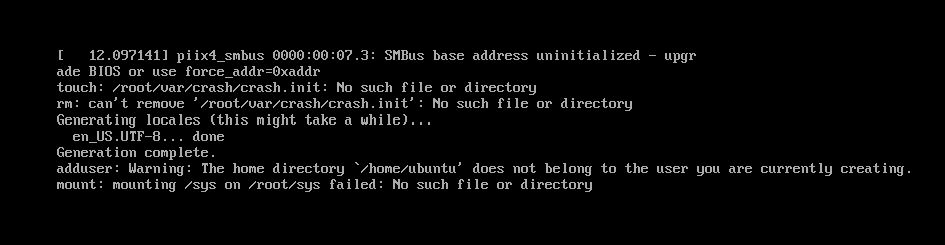 [   12.097141] piix4_smbus 0000:00:07.3: SMBus base address uninitialized - upgr
ade BIOS or use force_addr=0xaddr
touch: /root/var/crash/crash.init: No such file or directory
rm: can't remove '/root/var/crash/crash.init': No such file or directory
Generating locales (this might take a while)...
  en_US.UTF-8... done
Generation complete.
adduser: Warning: The home directory `/home/ubuntu' does not belong to the user you are currently creating.
mount: mounting /sys on /root/sys failed: No such file or directory